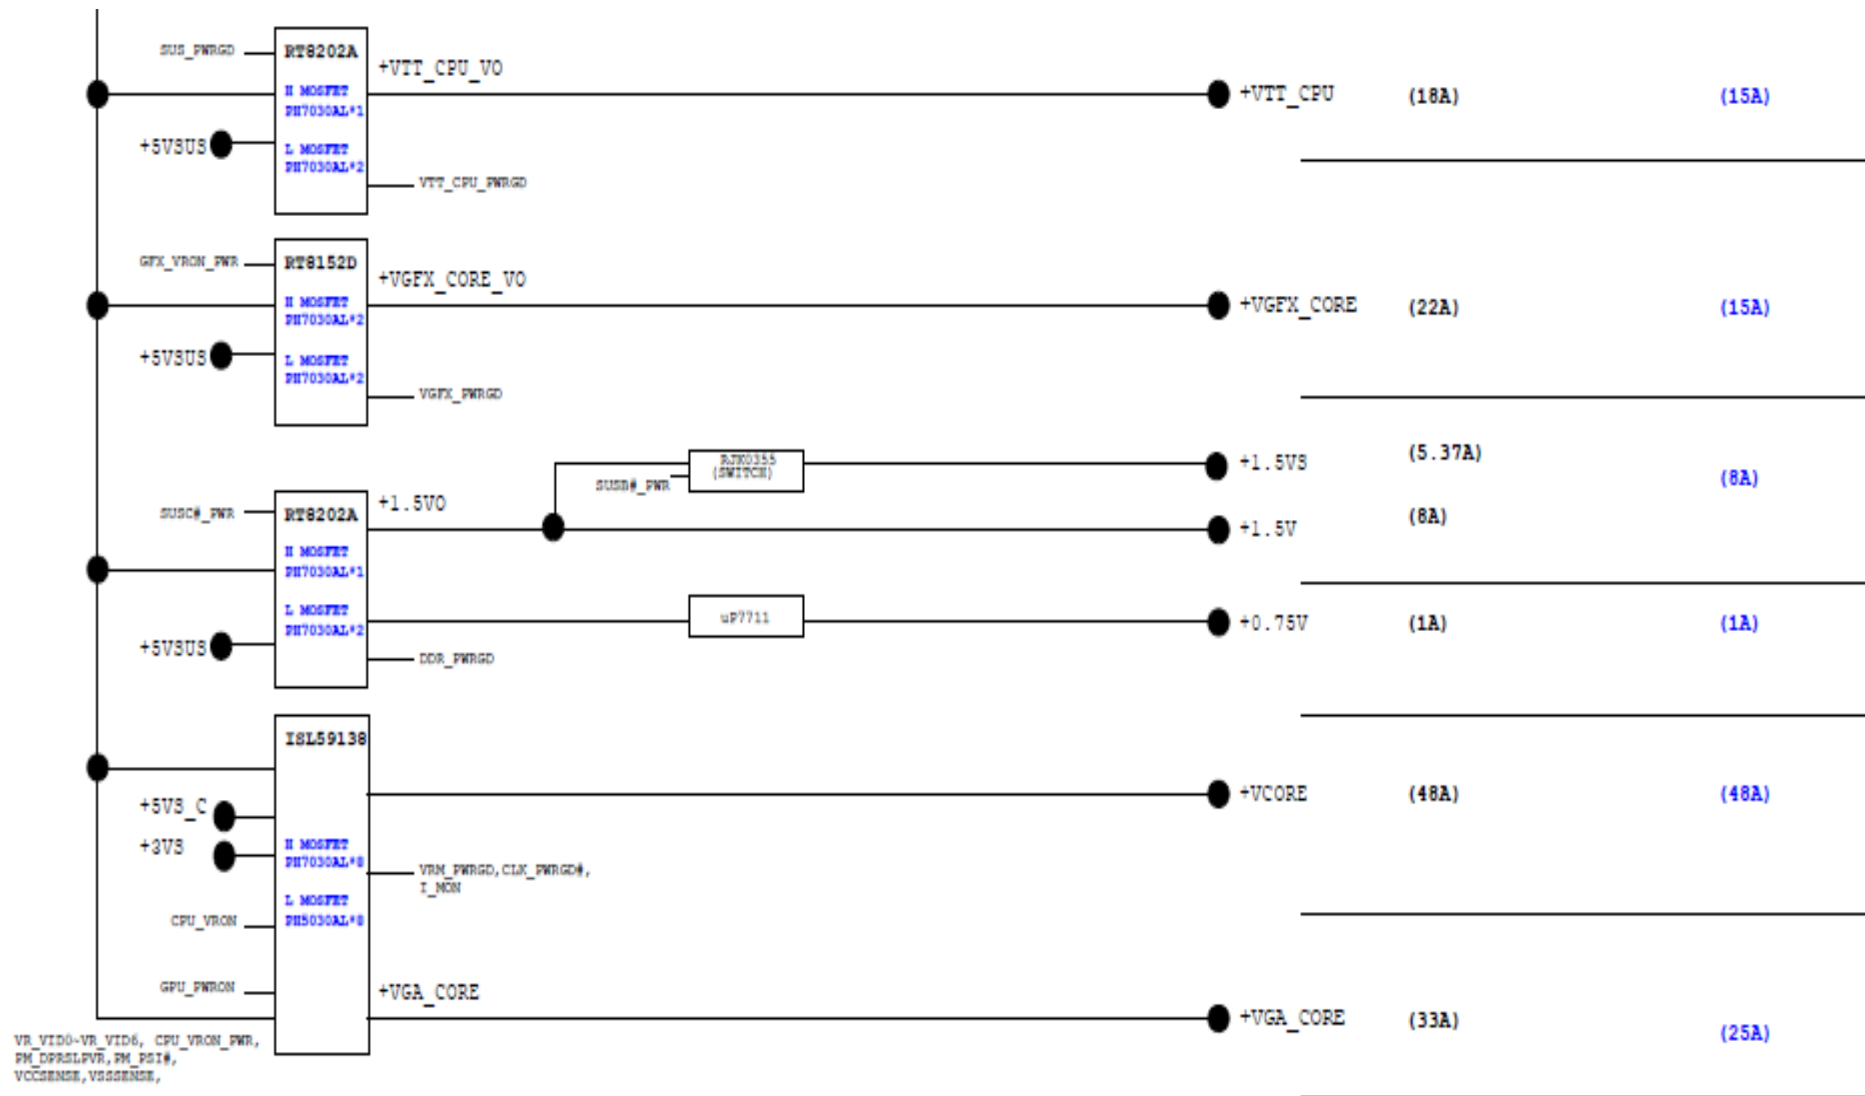 SUS_PWRGD
RT8202A
+VTT_CPU_VO
H MOSFET
PH7030AL*1
+VTT_CPU
(18A)
(15A)
+5VSUS
L MOSFET
PH7030AL*2
VTT_CPU_PWRGD
GFX_VRON_PWR
RT8152D
+VGFX_CORE_VO
H MOSFET
PH7030AL*2
+VGFX_CORE
(22A)
(15A)
+5VSUS
L MOSFET
PH7030AL*2
VGFX_PWRGD
RJK0355
(SWITCH)
SUSB#_PWR
+1.5VS
(5.37A)
(8A)
SUSC#_PWR
RT8202A
+1.5VO
+1.5V
(8A)
H MOSFET
PH7030AL*1
L MOSFET
PH7030AL*2
uP7711
+0.75V
(1A)
(1A)
+5VSUS
DDR_PWRGD
ISL59138
+VCORE
(48A)
(48A)
+5VS_C
+3VS
H MOSFET
PH7030AL*8
VRM_PWRGD,CLK_PWRGD#,
I_MON
L MOSFET
PH5030AL*8
CPU_VRON
GPU_PWRON
+VGA_CORE
+VGA_CORE
(33A)
(25A)
VR_VID0~VR_VID6, CPU_VRON_PWR,
PM_DPRSLPVR,PM_PSI#,
VCCSENSE,VSSSENSE,